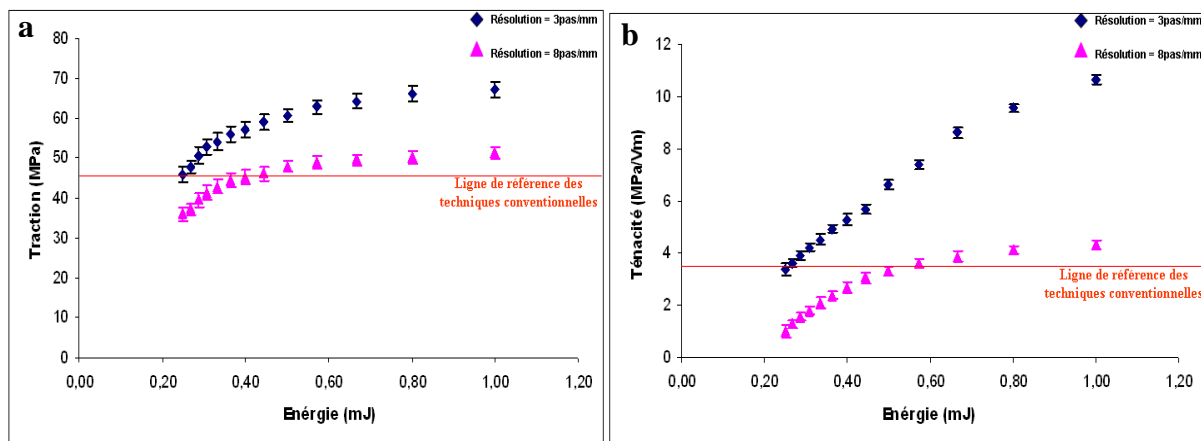 a
Résolution = 3pas/mm
Résolution = 8pas/mm
80
70
60
50
40
30
20
10
0
Traction (MPa)
Ligne de référence des
techniques conventionnelles
0,00
0,20
0,40
0,60
0,80
1,00
1,20
Enérgie (mJ)
b
Résolution = 3pas/mm
Résolution = 8pas/mm
12
10
8
6
4
2
0
Ténacité (MPa/Vm)
Ligne de référence des
techniques conventionnelles
0,00
0,20
0,40
0,60
0,80
1,00
1,20
Enérgie (mJ)